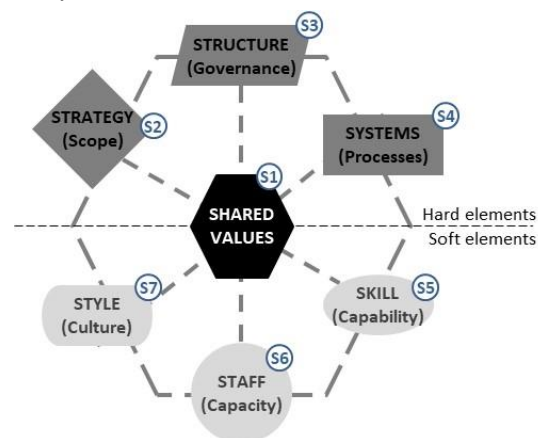 S3
STRUCTURE
(Governance)
STRATEGY
(Scope)
S2
S4
SYSTEMS
(Processes)
S1
SHARED
VALUES
Hard elements
Soft elements
S7
STYLE
(Culture)
S5
SKILL
(Capability)
S6
STAFF
(Capacity)